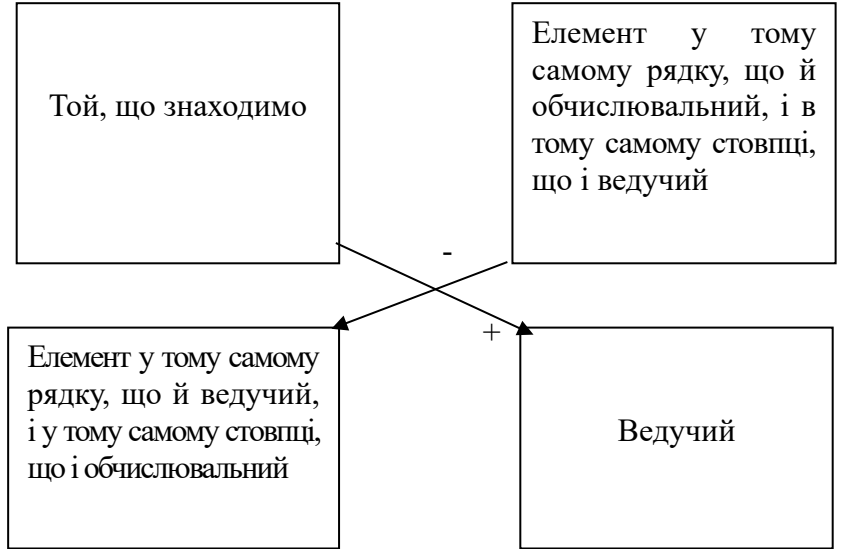 Той, що знаходимо
Елемент у тому
самому рядку, що й
обчислювальний, і в
тому самому стовпці,
що і ведучий
-
+
Елемент у тому самому
рядку, що й ведучий,
і у тому самому стовпці,
що і обчислювальний
Ведучий